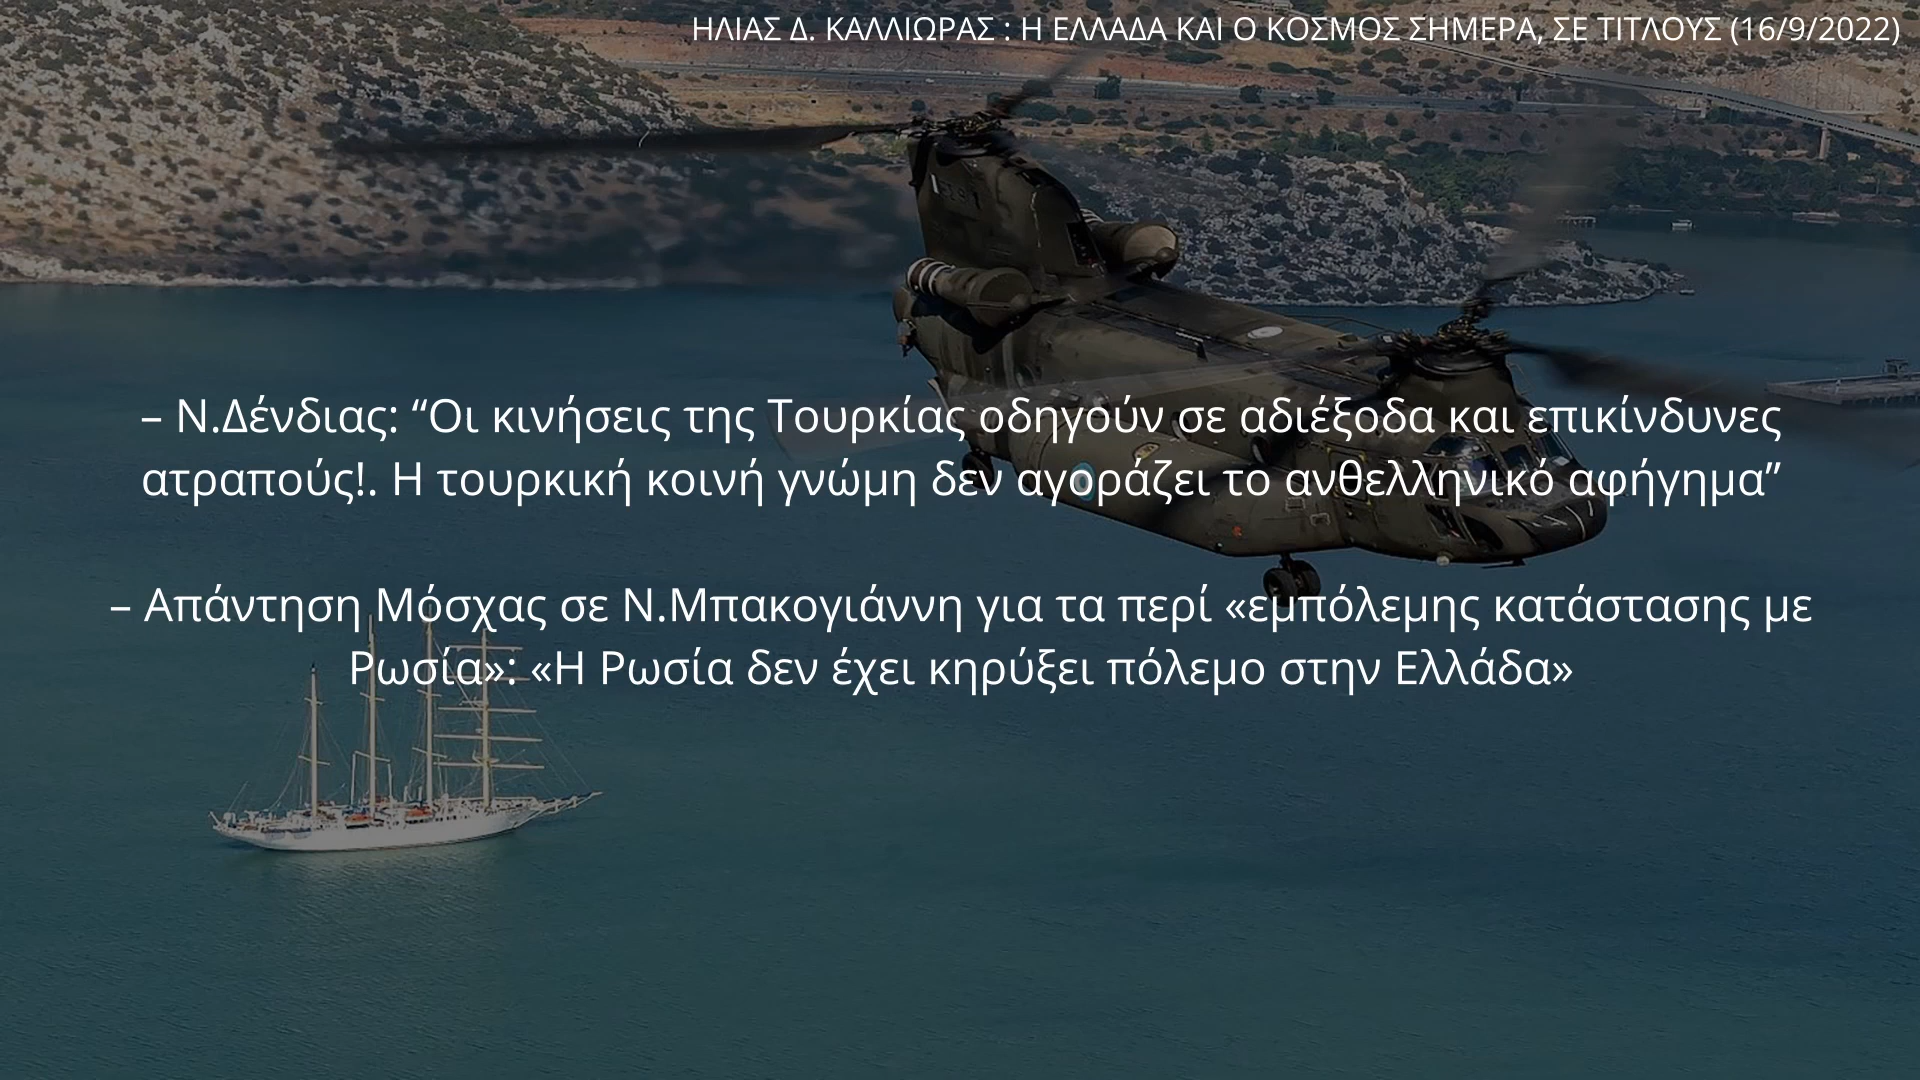 ΗΛΙΑΣ Δ. ΚΑΛΛΙΩΡΑΣ : Η ΕΛΛΑΔΑ ΚΑΙ Ο ΚΟΣΜΟΣ ΣΗΜΕΡΑ, ΣΕ ΤΙΤΛΟΥΣ (16/9/2022)
– Ν.Δένδιας: “Οι κινήσεις της Τουρκίας οδηγούν σε αδιέξοδα και επικίνδυνες
ατραπούς!. Η τουρκική κοινή γνώμη δεν αγοράζει το ανθελληνικό αφήγημα”
– Απάντηση Μόσχας σε Ν.Μπακογιάννη για τα περί «εμπόλεμης κατάστασης με
Ρωσία»: «Η Ρωσία δεν έχει κηρύξει πόλεμο στην Ελλάδα»